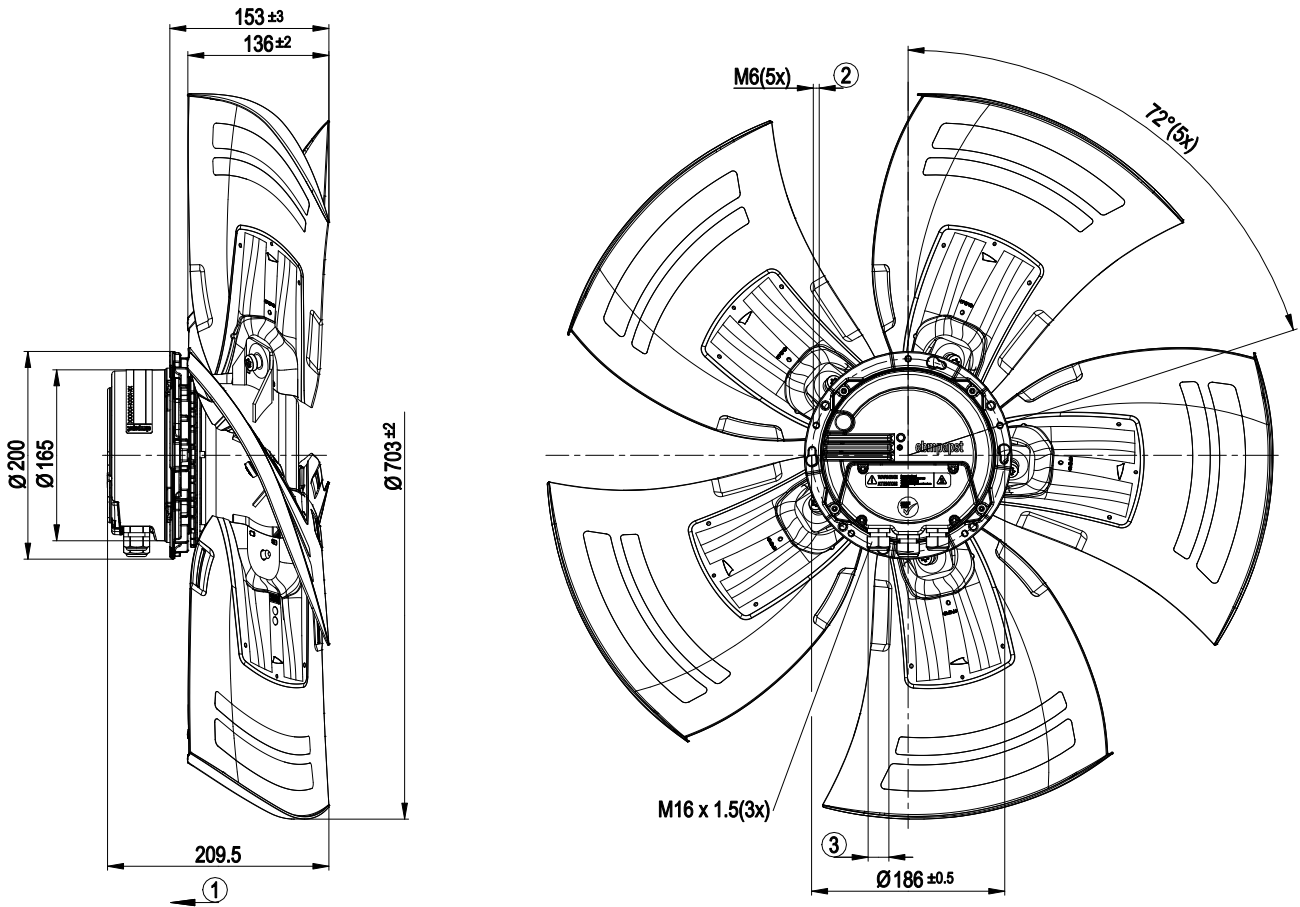 153 ±3
136 ±2
M6(5x)
2
72°(5x)
Ø 200
Ø 165
Ø 703 ±2
ebmpapst
M16 x 1.5(3x)
209.5
3
1
Ø 186 ±0.5